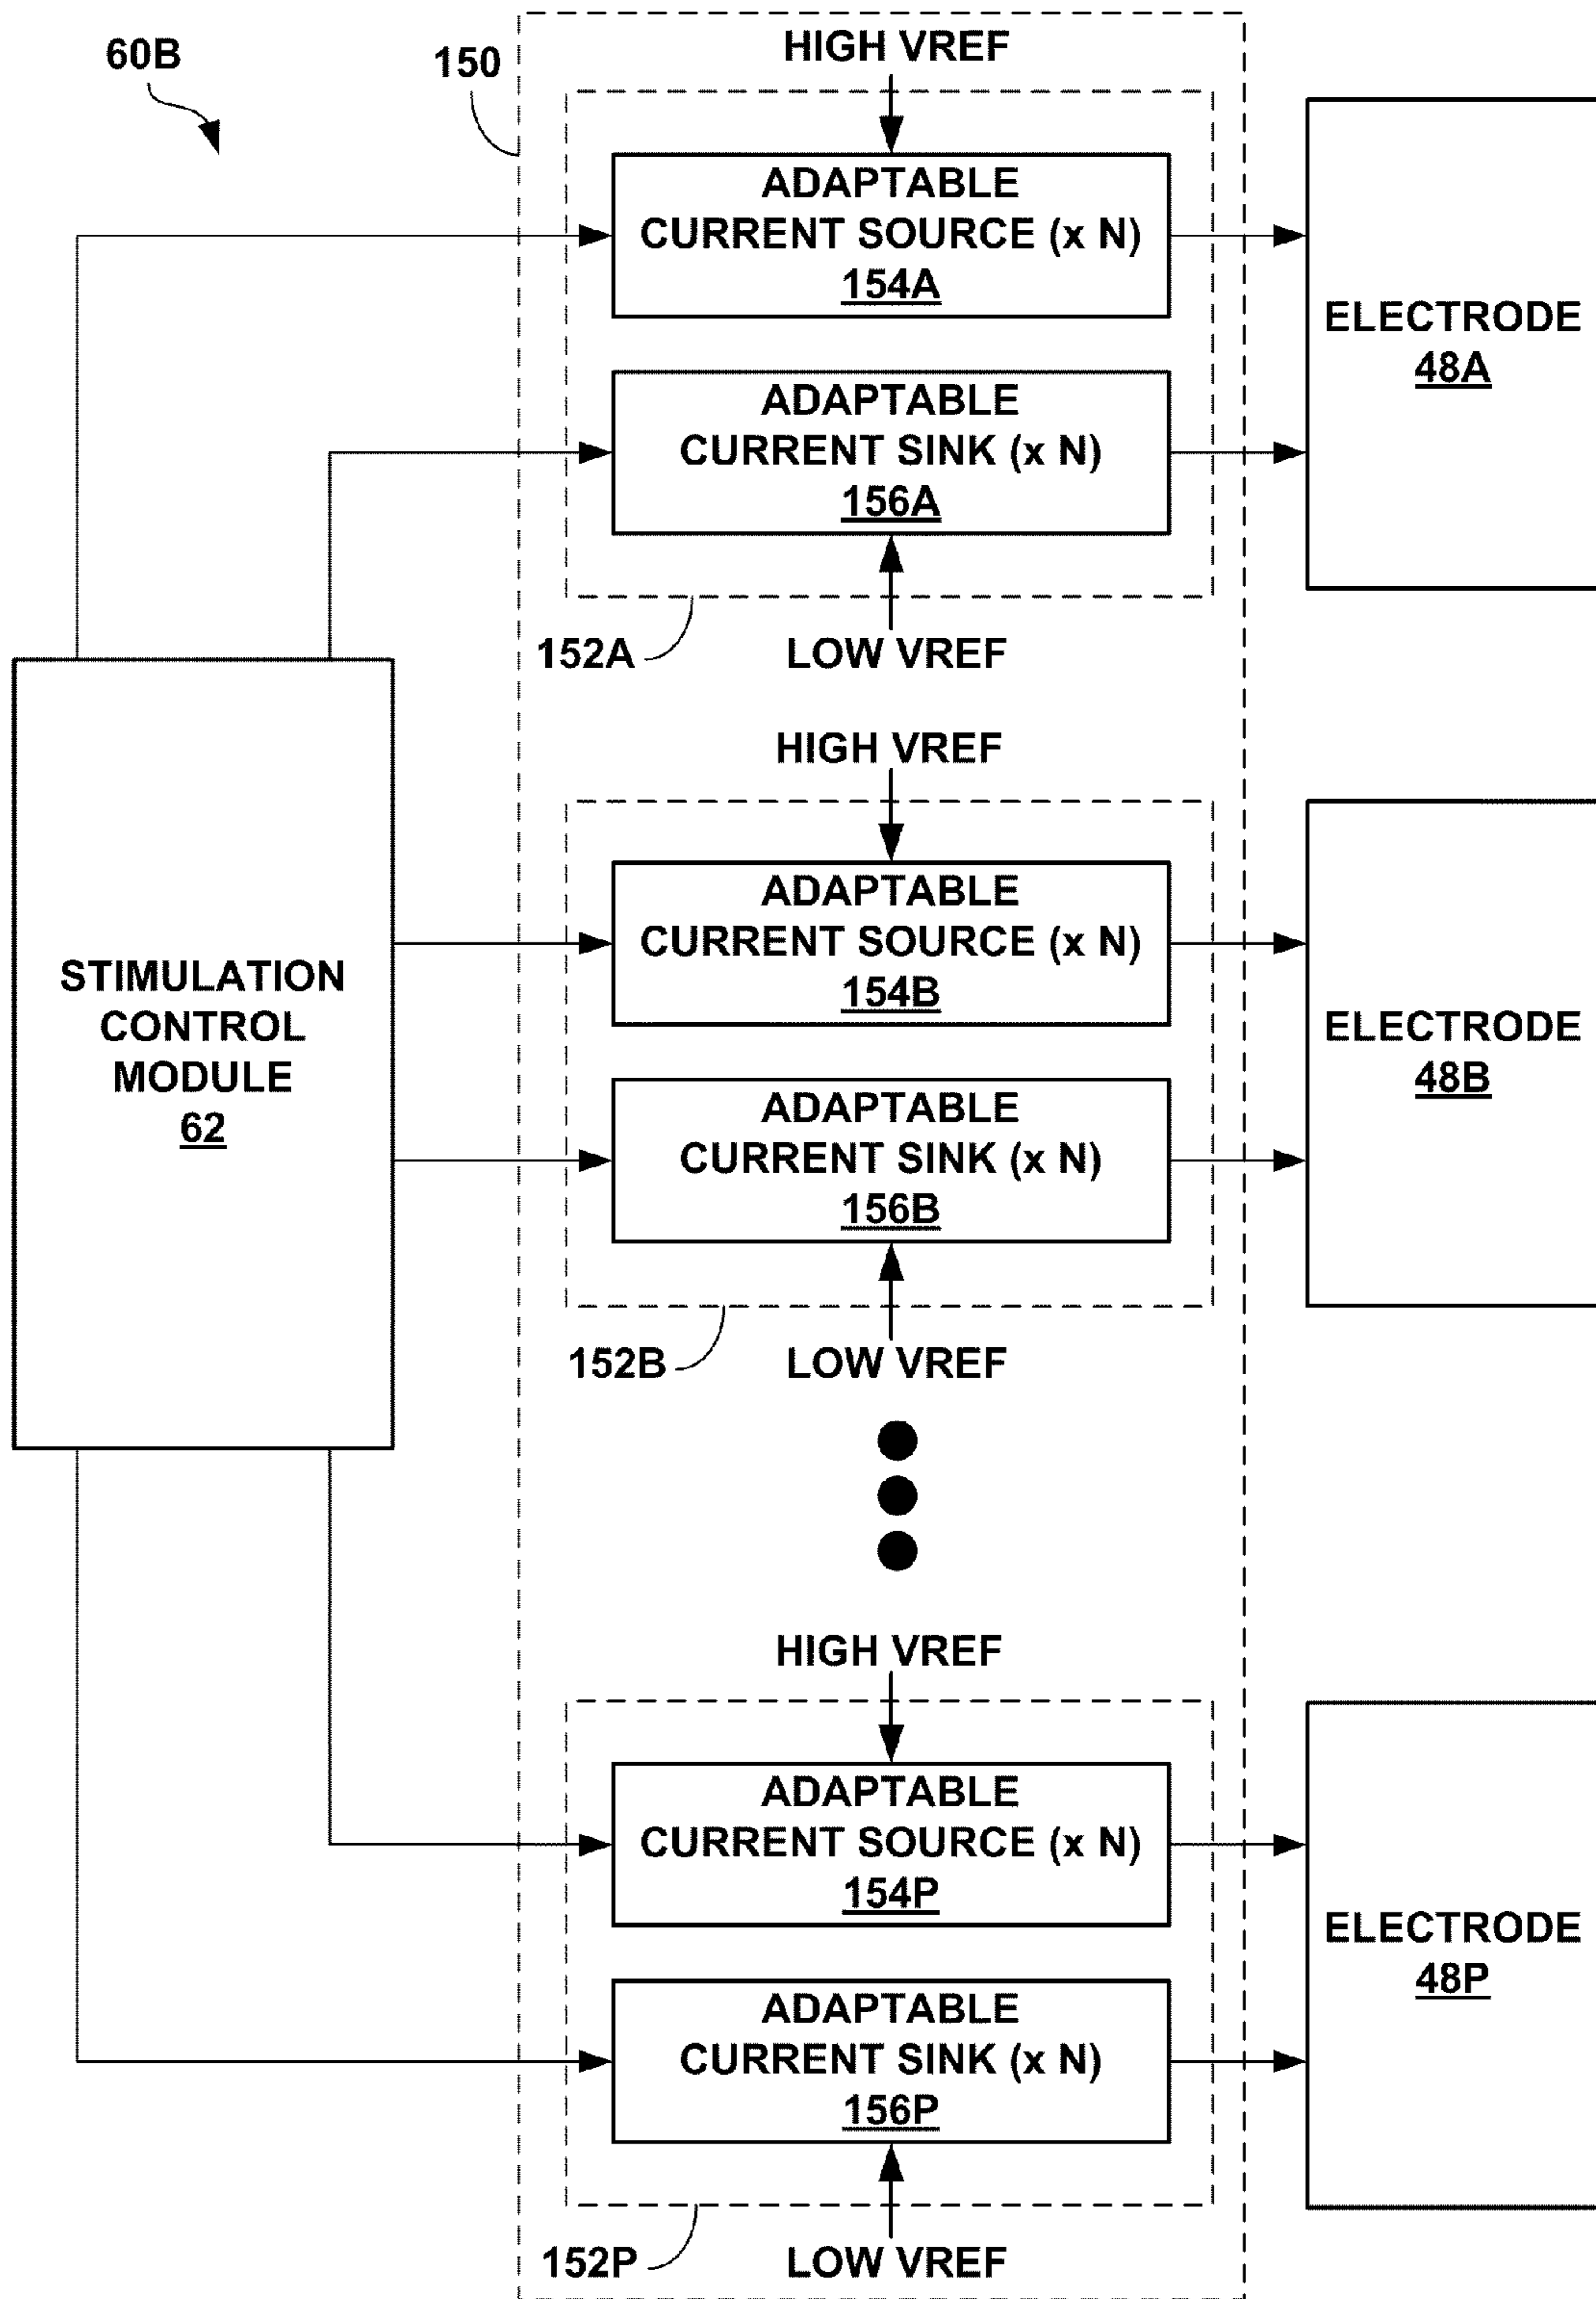 60B
150
HIGH VREF
ADAPTABLE
CURRENT SOURCE (x N)
154A
ADAPTABLE
CURRENT SINK (x N)
156A
ELECTRODE
48A
152A
LOW VREF
HIGH VREF
ADAPTABLE
CURRENT SOURCE (x N)
154B
STIMULATION
CONTROL
MODULE
62
ADAPTABLE
CURRENT SINK (x N)
156B
ELECTRODE
48B
152B
LOW VREF
HIGH VREF
ADAPTABLE
CURRENT SOURCE (x N)
154P
ADAPTABLE
CURRENT SINK (x N)
156P
ELECTRODE
48P
152P
LOW VREF